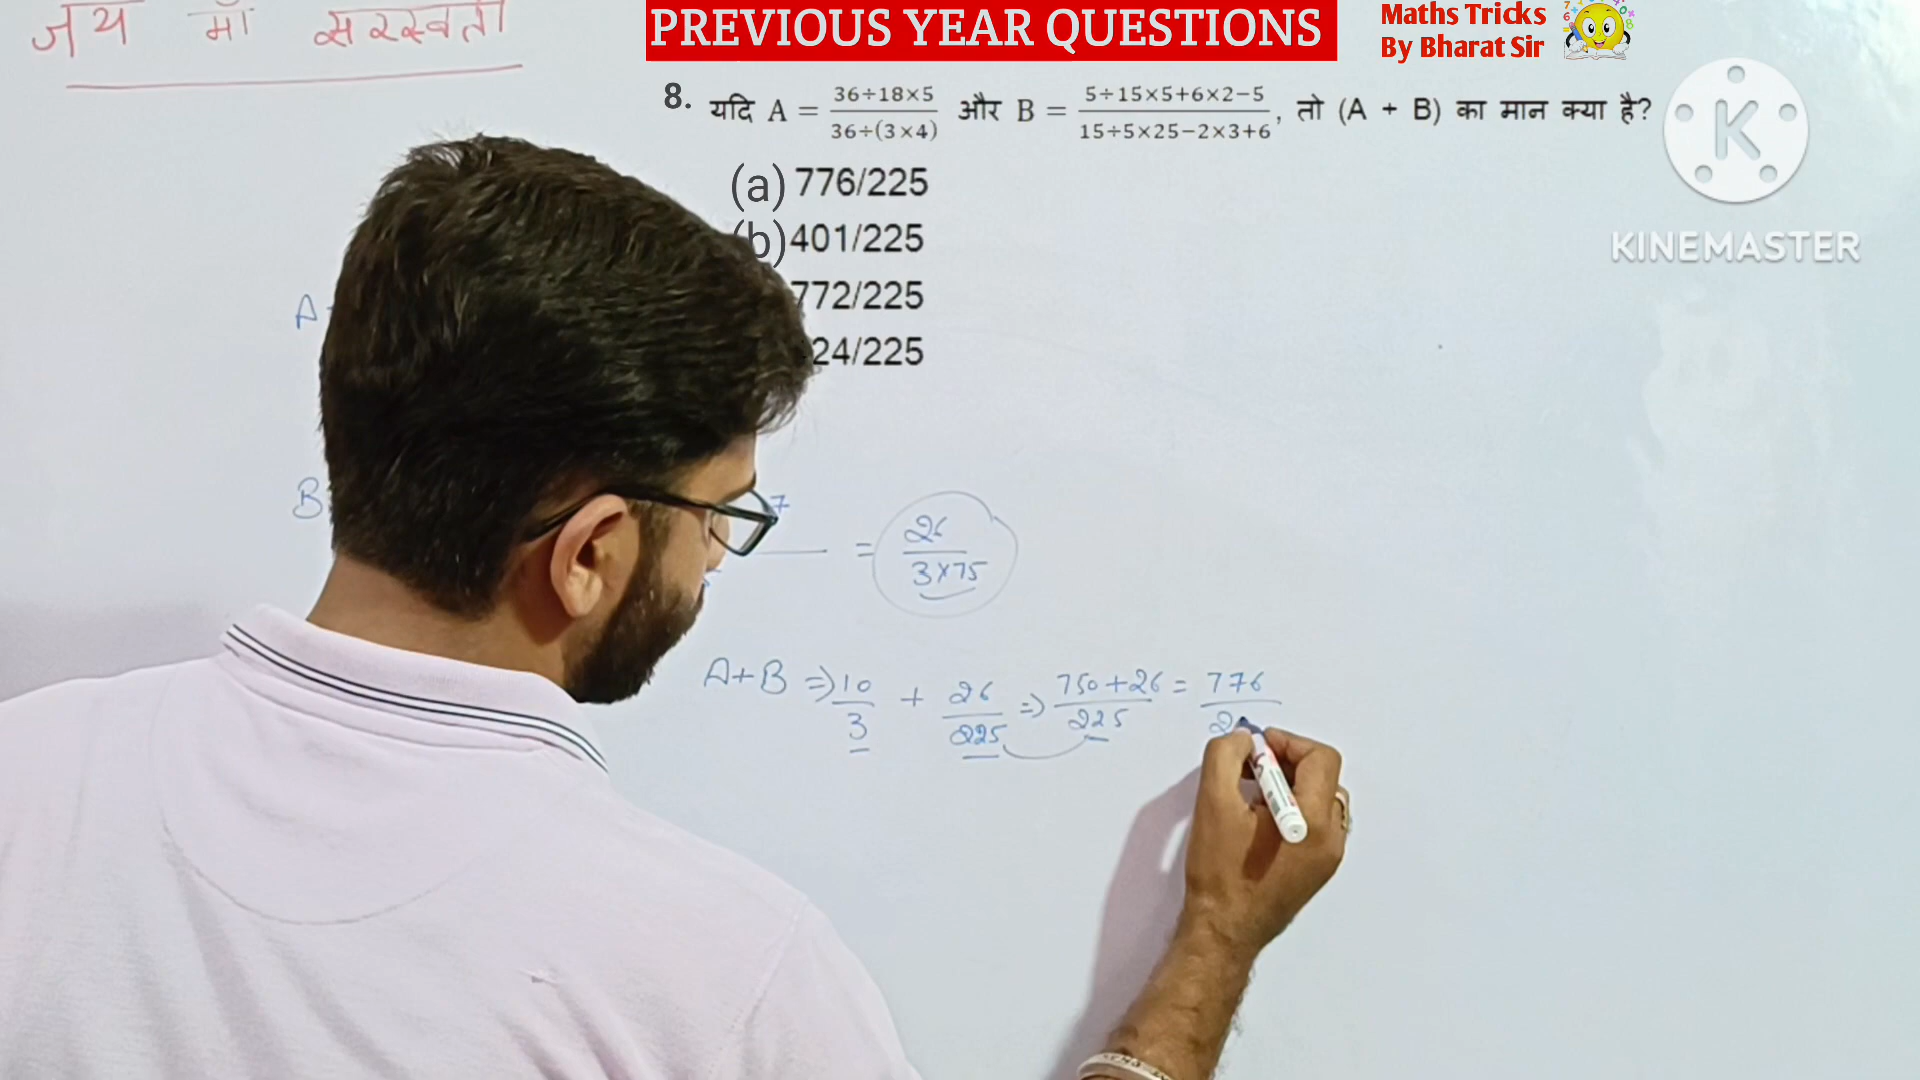 जय माँ सरस्वती
PREVIOUS YEAR QUESTIONS
Maths Tricks
By Bharat Sir
8. यदि A = 36÷18×5 / 36÷(3×4) और B = 5÷15×5+6×2−5 / 15÷5×25−2×3+6, तो (A + B) का मान क्या है?
K
KINEMASTER
(a) 776/225
(b) 401/225
772/225
24/225
A
B
7
= 26 / 3×75
A+B ⇒ 10/3 + 26/225 ⇒ 750+26 / 225 = 776 / 2